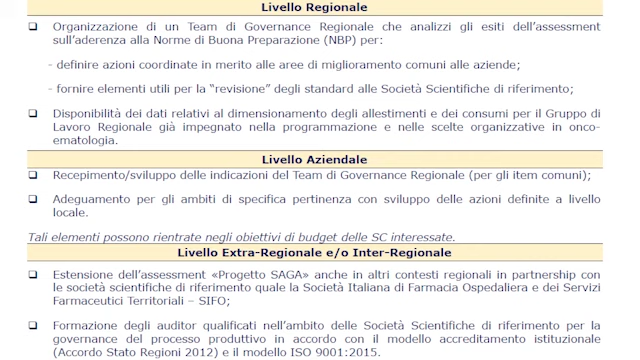 Livello Regionale
❑ Organizzazione di un Team di Governance Regionale che analizzi gli esiti dell’assessment
sull’aderenza alla Norme di Buona Preparazione (NBP) per:
- definire azioni coordinate in merito alle aree di miglioramento comuni alle aziende;
- fornire elementi utili per la “revisione” degli standard alle Società Scientifiche di riferimento;
❑ Disponibilità dei dati relativi al dimensionamento degli allestimenti e dei consumi per il Gruppo di
Lavoro Regionale già impegnato nella programmazione e nelle scelte organizzative in onco-
ematologia.
Livello Aziendale
❑ Recepimento/sviluppo delle indicazioni del Team di Governance Regionale (per gli item comuni);
❑ Adeguamento per gli ambiti di specifica pertinenza con sviluppo delle azioni definite a livello
locale.
Tali elementi possono rientrate negli obiettivi di budget delle SC interessate.
Livello Extra-Regionale e/o Inter-Regionale
❑ Estensione dell’assessment «Progetto SAGA» anche in altri contesti regionali in partnership con
le società scientifiche di riferimento quale la Società Italiana di Farmacia Ospedaliera e dei Servizi
Farmaceutici Territoriali – SIFO;
❑ Formazione degli auditor qualificati nell’ambito delle Società Scientifiche di riferimento per la
governance del processo produttivo in accordo con il modello accreditamento istituzionale
(Accordo Stato Regioni 2012) e il modello ISO 9001:2015.